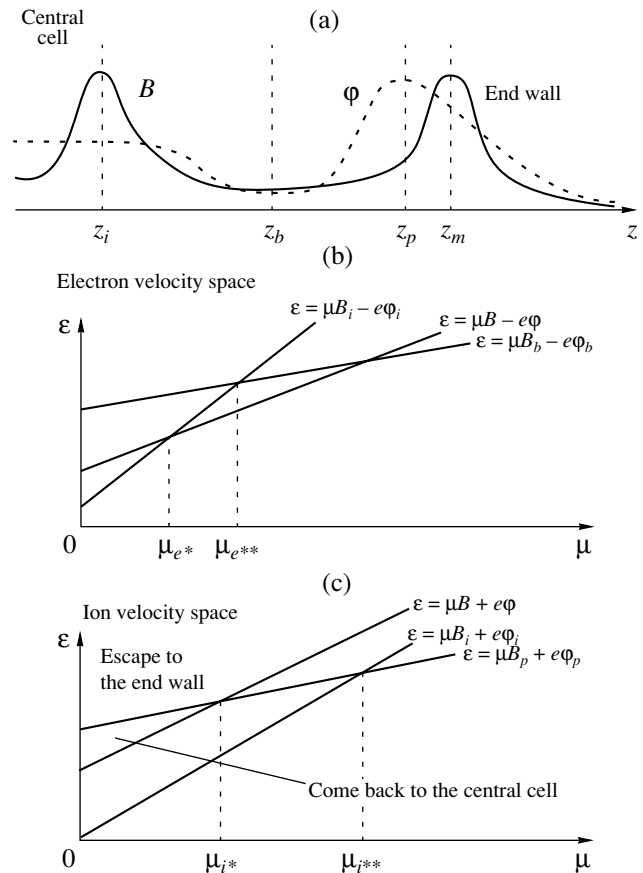 Central
cell
(a)
B
φ
End wall
z_i z_b z_p z_m z
(b)
Electron velocity space
ε
ε = μB_i – eφ_i
ε = μB – eφ
ε = μB_b – eφ_b
0 μ_e* μ_e** μ
(c)
Ion velocity space
ε
ε = μB + eφ
ε = μB_i + eφ_i
ε = μB_p + eφ_p
Escape to
the end wall
Come back to the central cell
0 μ_i* μ_i** μ